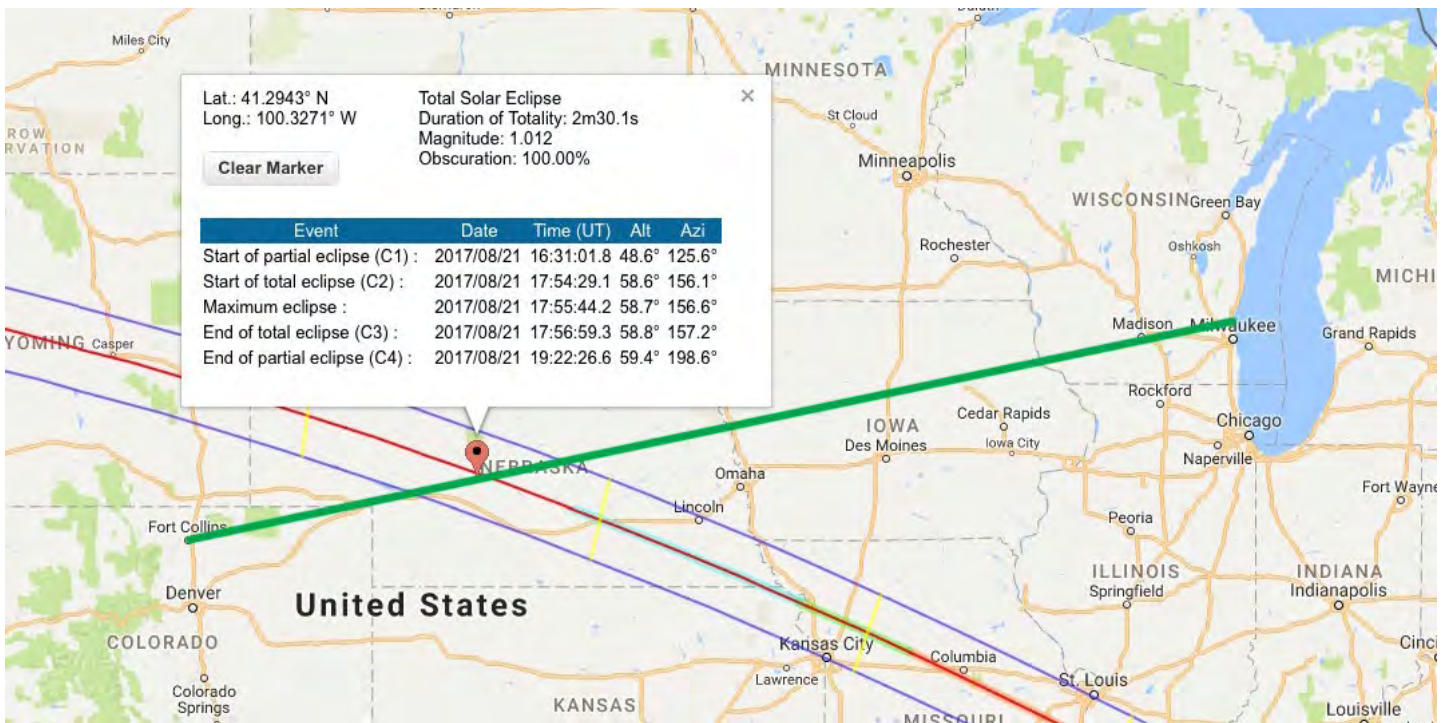 Miles City
MINNESOTA
St Cloud
Minneapolis
WISCONSIN
Green Bay
Oshkosh
Rochester
MICHI
Lat.: 41.2943° N
Long.: 100.3271° W
Total Solar Eclipse
Duration of Totality: 2m30.1s
Magnitude: 1.012
Obscuration: 100.00%
×
ROW
RVATION
Clear Marker
Event Date Time (UT) Alt Azi
Start of partial eclipse (C1) : 2017/08/21 16:31:01.8 48.6° 125.6°
Start of total eclipse (C2) : 2017/08/21 17:54:29.1 58.6° 156.1°
Maximum eclipse : 2017/08/21 17:55:44.2 58.7° 156.6°
End of total eclipse (C3) : 2017/08/21 17:56:59.3 58.8° 157.2°
End of partial eclipse (C4) : 2017/08/21 19:22:26.6 59.4° 198.6°
YOMING
Casper
Madison
Milwaukee
Grand Rapids
Rockford
Chicago
Naperville
IOWA
Cedar Rapids
Des Moines
Iowa City
NEBRASKA
Omaha
Lincoln
Fort Wayne
Peoria
Fort Collins
Denver
United States
ILLINOIS
Springfield
INDIANA
Indianapolis
COLORADO
Kansas City
Columbia
Cinci
Lawrence
St. Louis
Colorado
Springs
KANSAS
MISSOURI
Louisville